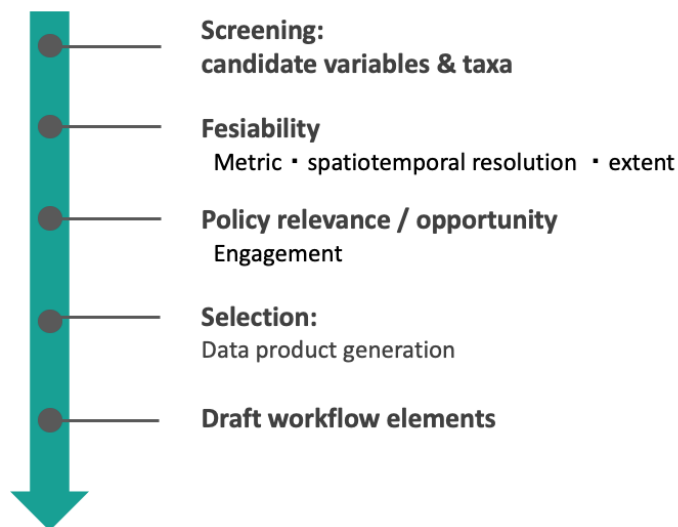 Screening:
candidate variables & taxa
Fesiability
Metric・spatiotemporal resolution ・extent
Policy relevance / opportunity
Engagement
Selection:
Data product generation
Draft workflow elements